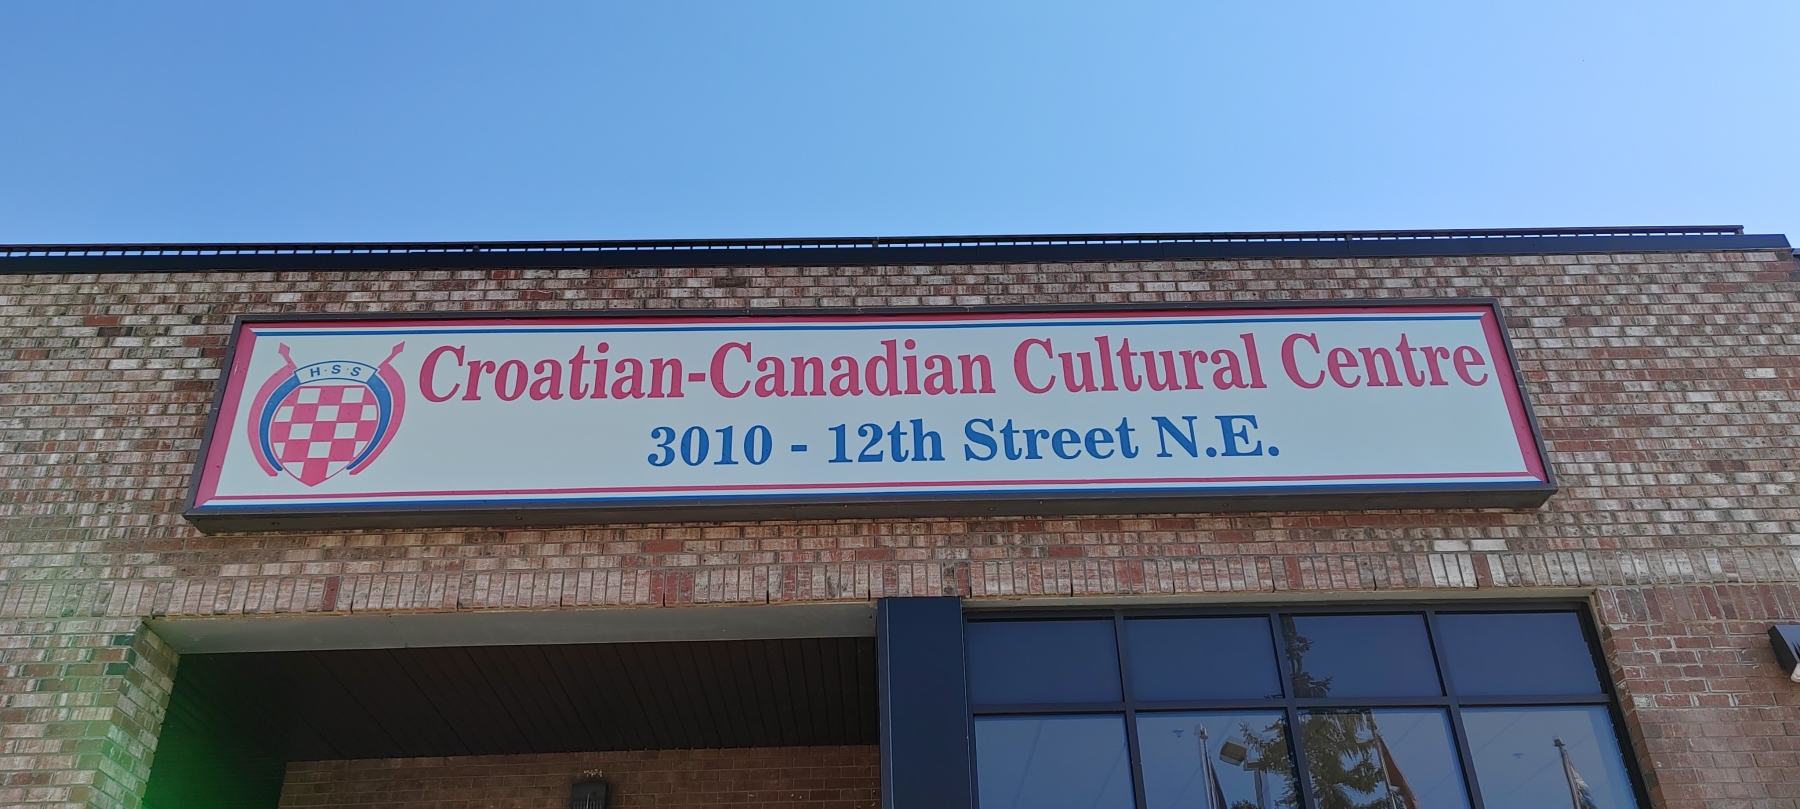 H·S·S
Croatian-Canadian Cultural Centre
3010 - 12th Street N.E.